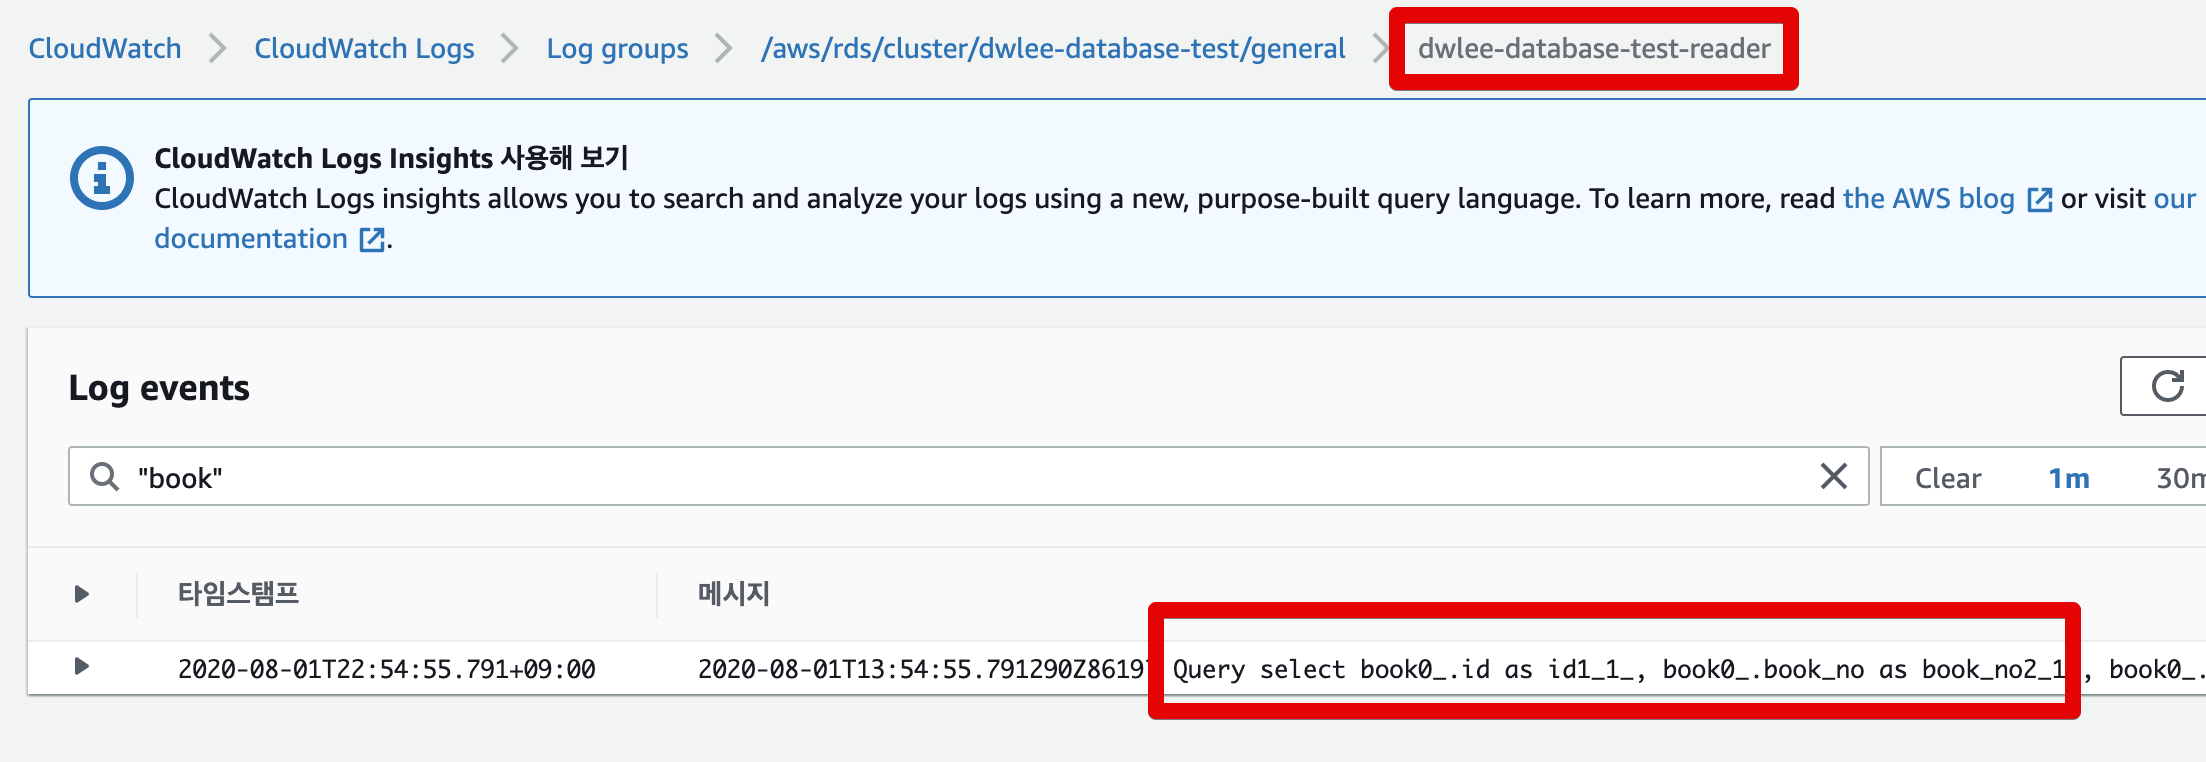 CloudWatch > CloudWatch Logs > Log groups > /aws/rds/cluster/dwlee-database-test/general > dwlee-database-test-reader
CloudWatch Logs Insights 사용해 보기
CloudWatch Logs insights allows you to search and analyze your logs using a new, purpose-built query language. To learn more, read the AWS blog or visit our
documentation.
Log events
"book"
Clear 1m 30m
타임스탬프 메시지
2020-08-01T22:54:55.791+09:00 2020-08-01T13:54:55.791290Z8619 Query select book0_.id as id1_1_, book0_.book_no as book_no2_1 , book0_.